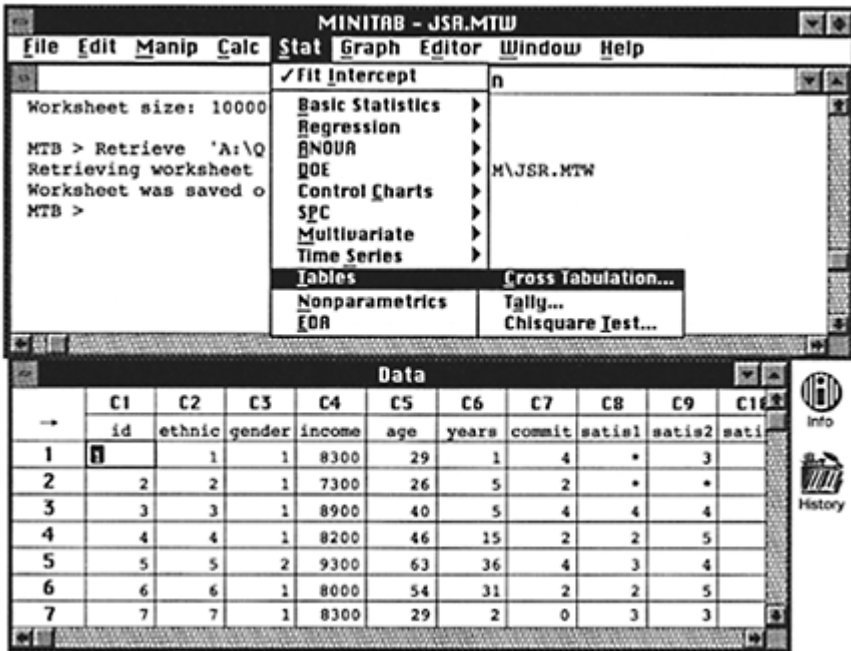 MINITAB - JSR.MTW
File Edit Manip Calc Stat Graph Editor Window Help
✓Fit Intercept
n
Worksheet size: 10000
Basic Statistics
Regression
MTB > Retrieve 'A:\Q
ANOVA
Retrieving worksheet
DOE
M\JSR.MTW
Worksheet was saved o
Control Charts
MTB >
SPC
Multivariate
Time Series
Tables
Cross Tabulation...
Nonparametrics
Tally...
EDA
Chisquare Test...
Data
C1 C2 C3 C4 C5 C6 C7 C8 C9 C10
→ id ethnic gender income age years commit satis1 satis2 sati
1 1 1 1 8300 29 1 4 * 3
2 2 2 1 7300 26 5 2 * *
3 3 3 1 8900 40 5 4 4 4
4 4 4 1 8200 46 15 2 2 5
5 5 5 2 9300 63 36 4 3 4
6 6 6 1 8000 54 31 2 2 5
7 7 7 1 8300 29 2 0 3 3
Info
History